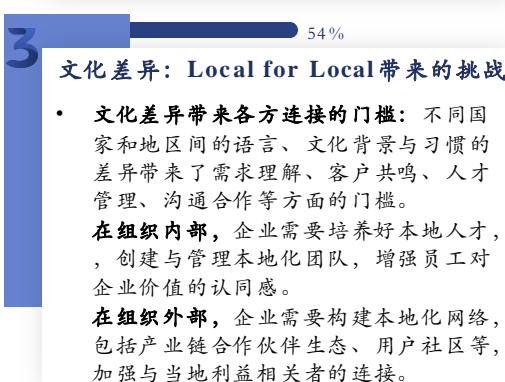 3
54%
文化差异：Local for Local带来的挑战
• 文化差异带来各方连接的门槛：不同国
家和地区间的语言、文化背景与习惯的
差异带来了需求理解、客户共鸣、人才
管理、沟通合作等方面的门槛。
在组织内部，企业需要培养好本地人才，
，创建与管理本地化团队，增强员工对
企业价值的认同感。
在组织外部，企业需要构建本地化网络，
包括产业链合作伙伴生态、用户社区等，
加强与当地利益相关者的连接。